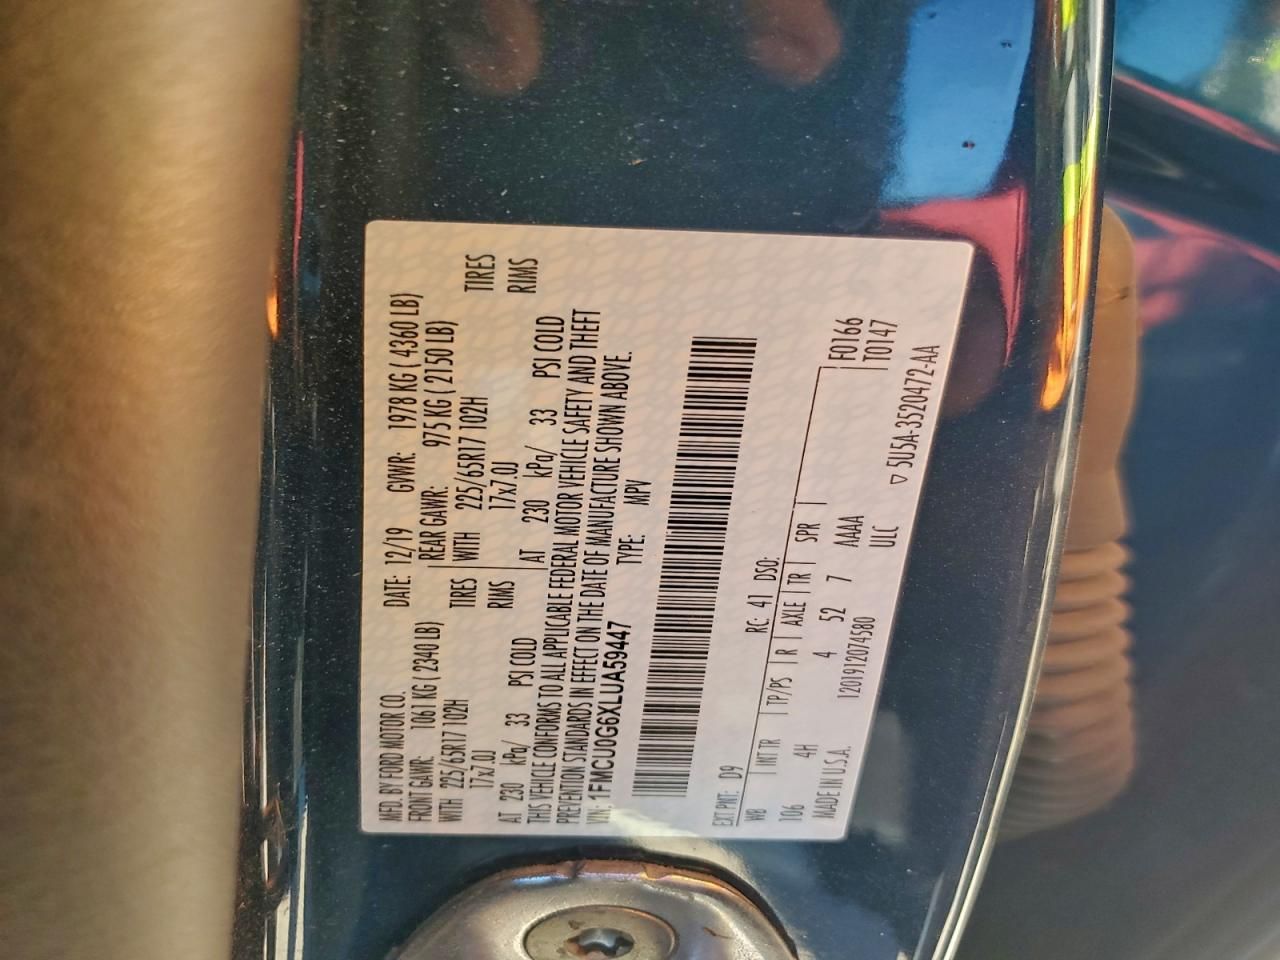 MFD. BY FORD MOTOR CO. DATE: 12/19 GVWR: 1978 KG ( 4360 LB)
FRONT GAWR: 1061 KG ( 2340 LB) REAR GAWR: 975 KG ( 2150 LB)
WITH 225/65R17 102H TIRES WITH 225/65R17 102H TIRES
17x7.0J RIMS 17x7.0J RIMS
AT 230 kPa/ 33 PSI COLD AT 230 kPa/ 33 PSI COLD
THIS VEHICLE CONFORMS TO ALL APPLICABLE FEDERAL MOTOR VEHICLE SAFETY AND THEFT
PREVENTION STANDARDS IN EFFECT ON THE DATE OF MANUFACTURE SHOWN ABOVE.
VIN: 1FMCU0G6XLUA59447 TYPE: MPV
EXT PNT: D9 RC: 41 DSO:
WB INT TR TP/PS R AXLE TR SPR F0166
106 4H 4 52 7 AAAA T0147
MADE IN U.S.A. 1201912074580 ULC
▽ 5U5A-3520472-AA